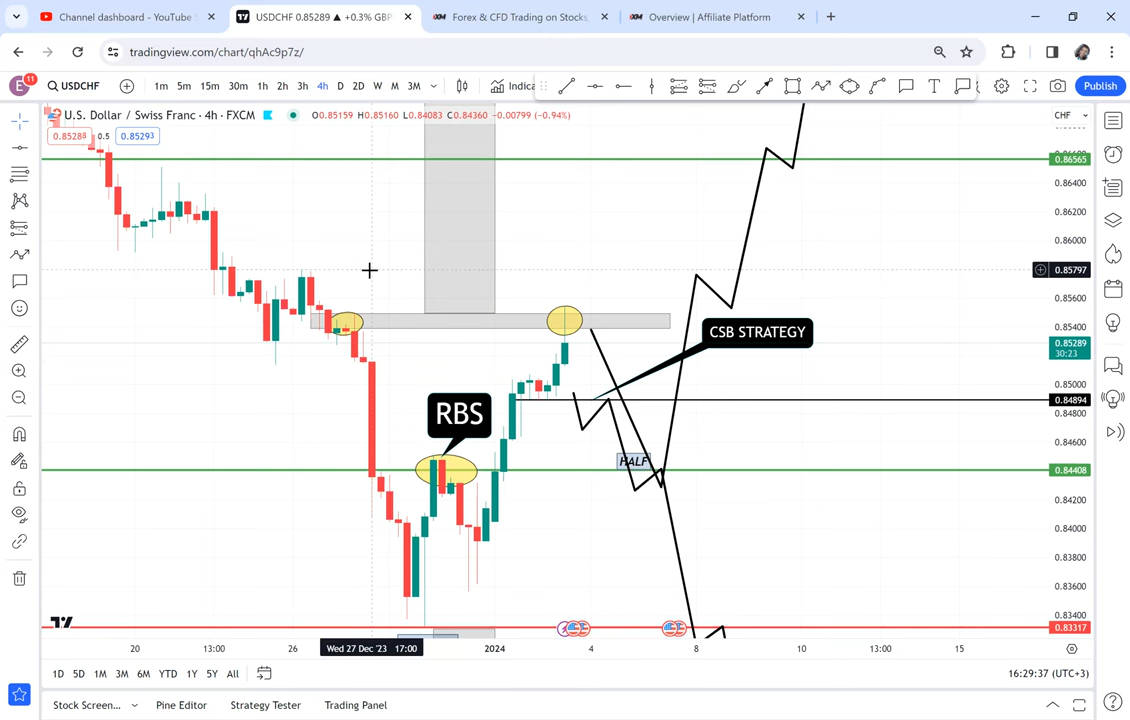 Channel dashboard - YouTube
USDCHF 0.85289 ▲ +0.3% GBP
Forex & CFD Trading on Stocks,
Overview | Affiliate Platform
tradingview.com/chart/qhAc9p7z/
E
11
USDCHF
1m 5m 15m 30m 1h 2h 3h 4h D 2D W M 3M
Indica
Publish
U.S. Dollar / Swiss Franc · 4h · FXCM
O0.85159 H0.85160 L0.84083 C0.84360 −0.00799 (−0.94%)
CHF
0.85288
0.5
0.85293
0.86565
0.86400
0.86200
0.86000
0.85797
0.85600
0.85400
0.85289
30:23
0.85000
0.84894
0.84800
0.84600
0.84408
0.84200
0.84000
0.83800
0.83600
0.83400
0.83317
CSB STRATEGY
RBS
HALF
20 13:00 26 Wed 27 Dec '23 17:00 2024 4 8 10 13:00 15
1D 5D 1M 3M 6M YTD 1Y 5Y All
16:29:37 (UTC+3)
Stock Screen... Pine Editor Strategy Tester Trading Panel